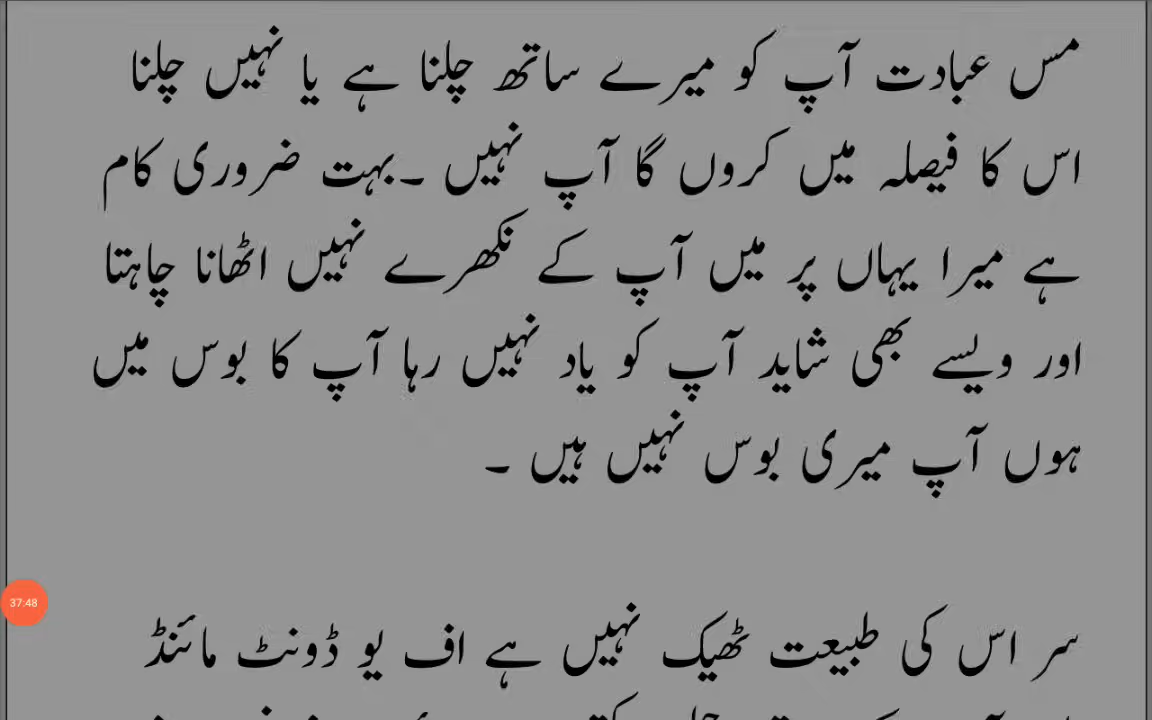 مس عبادت آپ کو میرے ساتھ چلنا ہے یا نہیں چلنا
اس کا فیصلہ میں کروں گا آپ نہیں ۔بہت ضروری کام
ہے میرا یہاں پر میں آپ کے نکھرے نہیں اٹھانا چاہتا
اور ویسے بھی شاید آپ کو یاد نہیں رہا آپ کا بوس میں
ہوں آپ میری بوس نہیں ہیں ۔
37:48
سر اس کی طبیعت ٹھیک نہیں ہے اف یو ڈونٹ مائنڈ